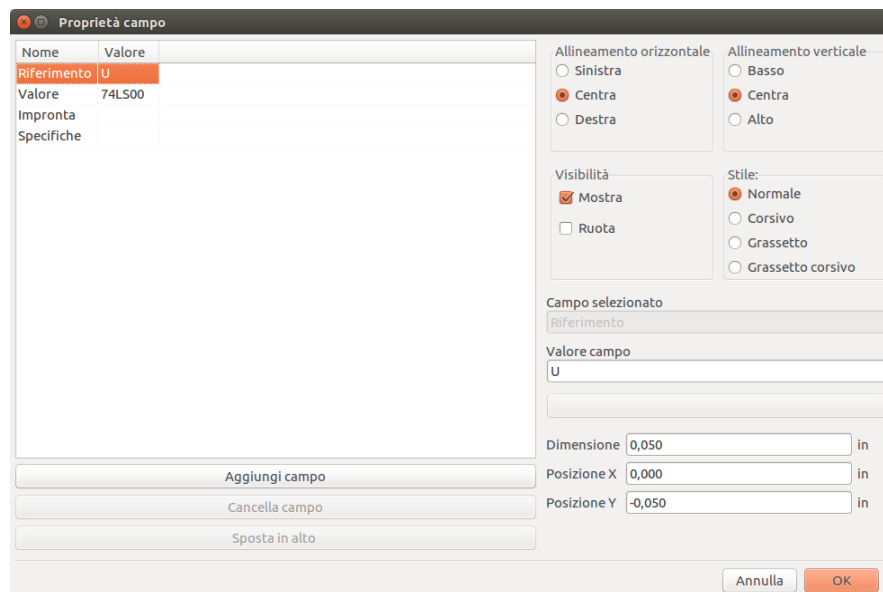 Proprietà campo
Nome Valore
Riferimento U
Valore 74LS00
Impronta
Specifiche
Aggiungi campo
Cancella campo
Sposta in alto
Allineamento orizzontale
Sinistra
Centra
Destra
Allineamento verticale
Basso
Centra
Alto
Visibilità
Mostra
Ruota
Stile:
Normale
Corsivo
Grassetto
Grassetto corsivo
Campo selezionato
Riferimento
Valore campo
U
Dimensione 0,050 in
Posizione X 0,000 in
Posizione Y -0,050 in
Annulla OK